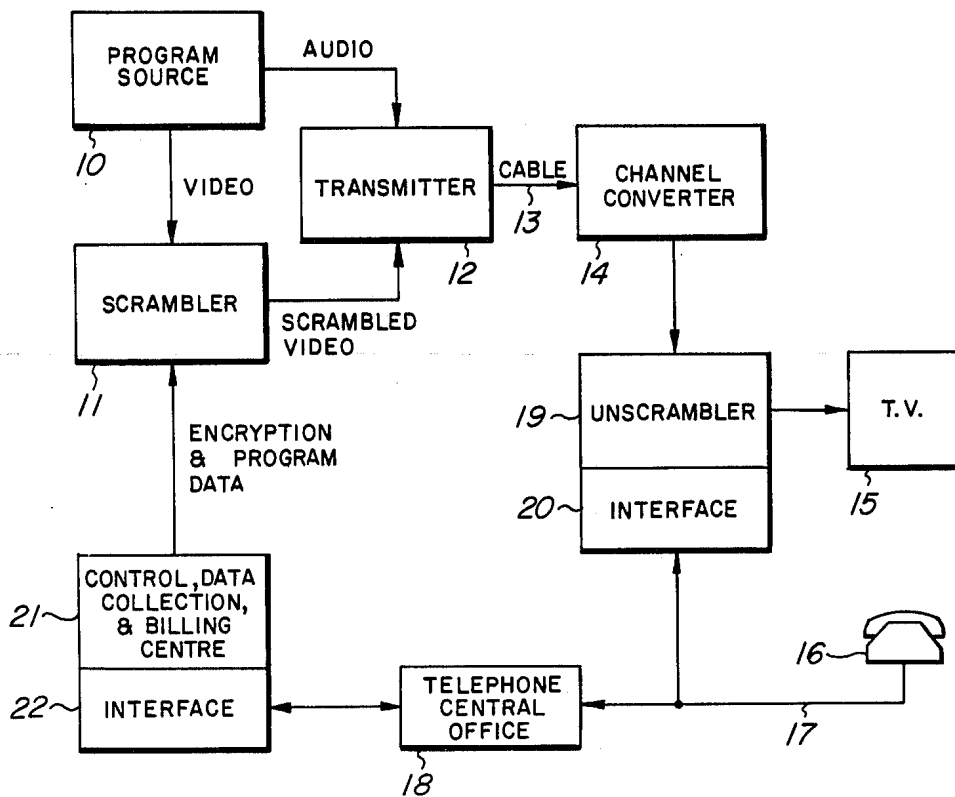 PROGRAM
SOURCE
10
AUDIO
VIDEO
TRANSMITTER
12
CABLE
13
CHANNEL
CONVERTER
14
SCRAMBLER
11
SCRAMBLED
VIDEO
ENCRYPTION
& PROGRAM
DATA
19
UNSCRAMBLER
20
INTERFACE
T.V.
15
21
CONTROL, DATA
COLLECTION,
& BILLING
CENTRE
22
INTERFACE
TELEPHONE
CENTRAL
OFFICE
18
16
17